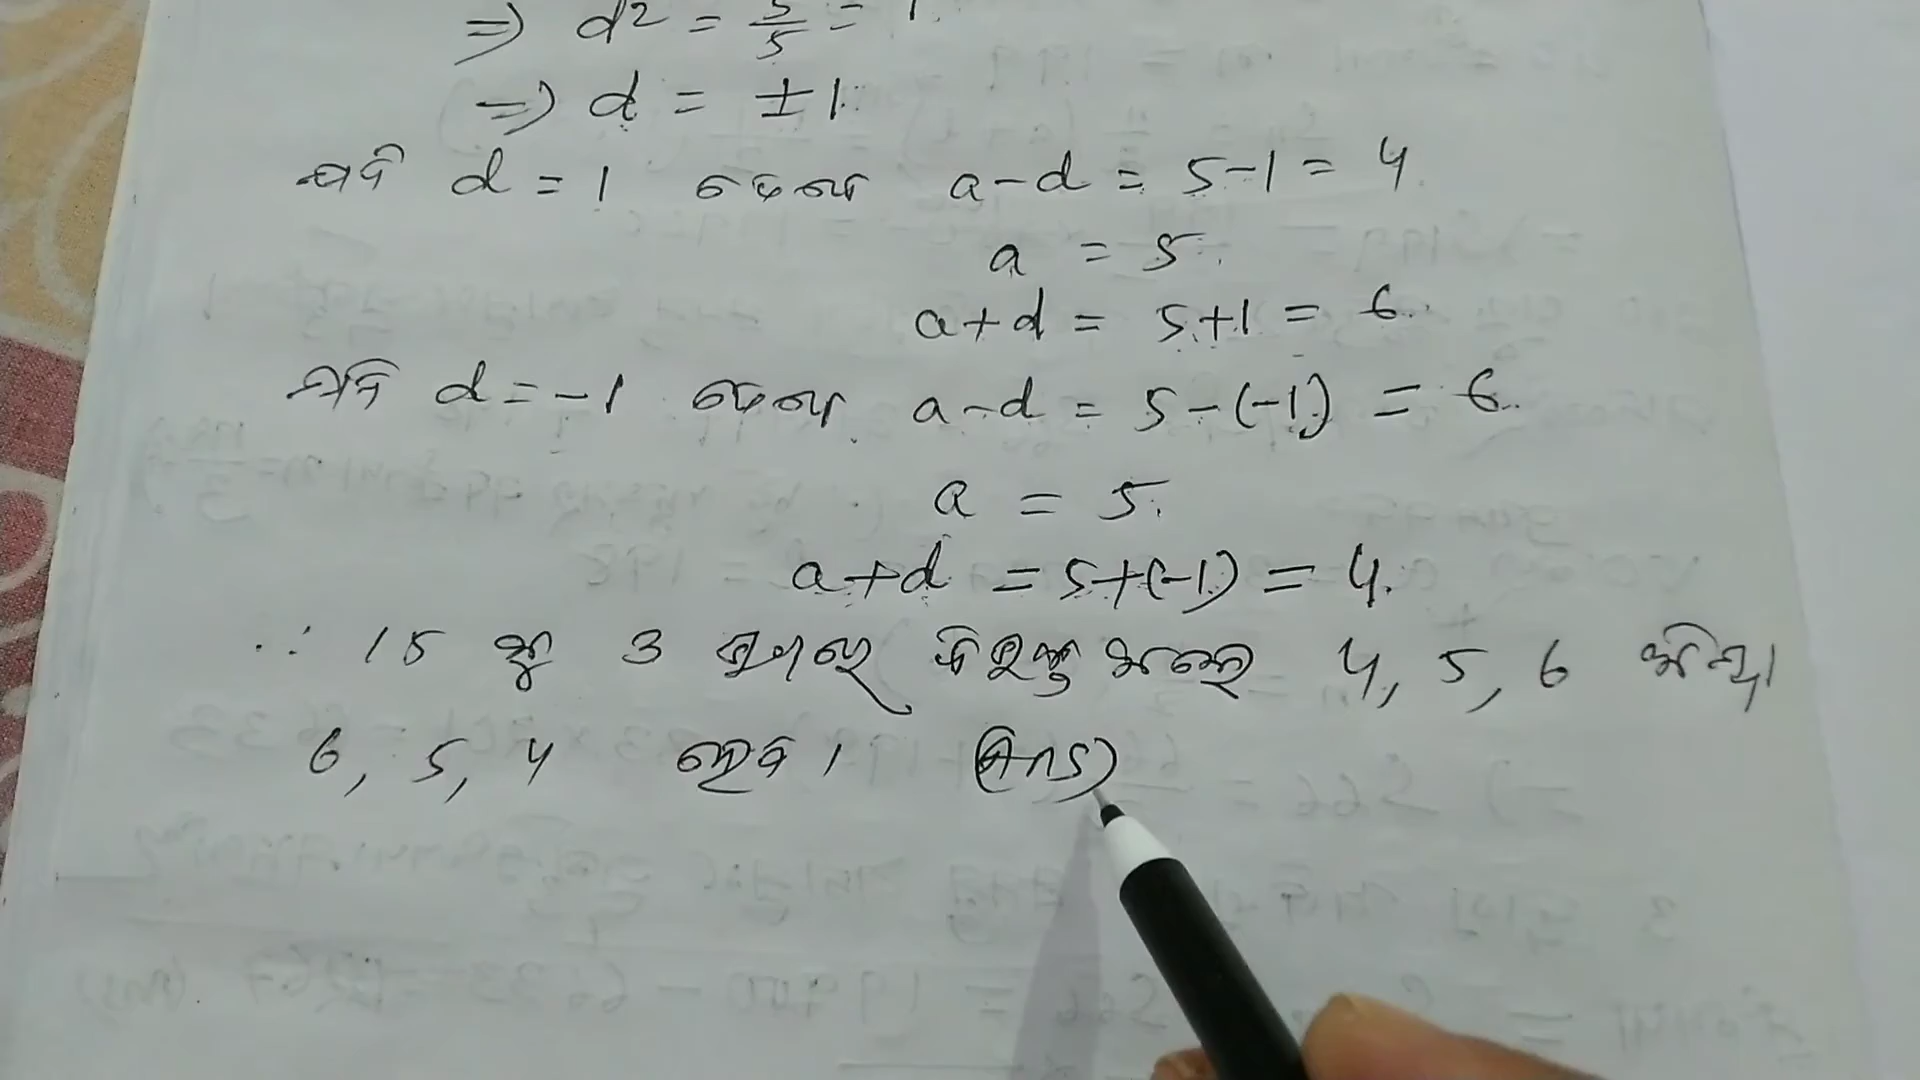 ⇒ d² = 5/5 = 1
⇒ d = ±1
ଯଦି d = 1 ହେଲେ a-d = 5-1 = 4
a = 5
a+d = 5+1 = 6
ଯଦି d = -1 ହେଲେ a-d = 5-(-1) = 6
a = 5
a+d = 5+(-1) = 4
∴ 15 କୁ 3 ଭାଗରେ ବିଭକ୍ତ କଲେ 4, 5, 6 କିମ୍ବା
6, 5, 4 ହେବ । (Ans)